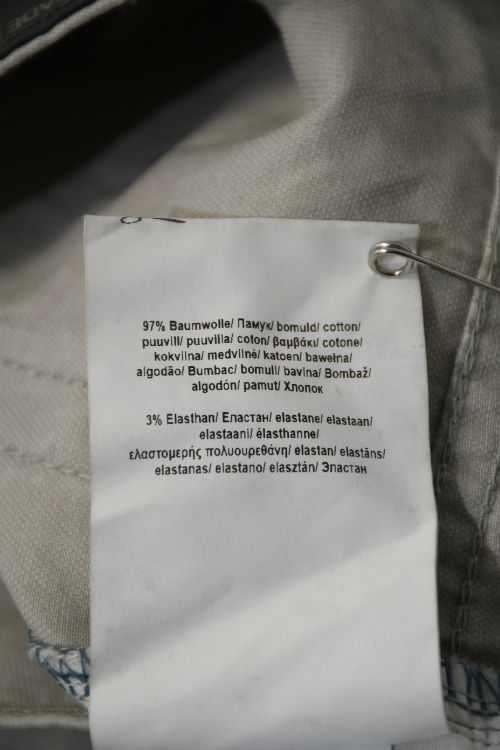 97% Baumwolle/ Памук/ bomuld/ cotton/
puuvill/ puuvilla/ coton/ βαμβάκι/ cotone/
kokvilna/ medvilnė/ katoen/ bawełna/
algodão/ Bumbac/ bomull/ bavlna/ Bombaž/
algodón/ pamut/ Хлопок
3% Elasthan/ Еластан/ elastane/ elastaan/
elastaani/ élasthanne/
ελαστομερής πολυουρεθάνη/ elastan/ elastāns/
elastanas/ elastano/ elasztán/ Эластан